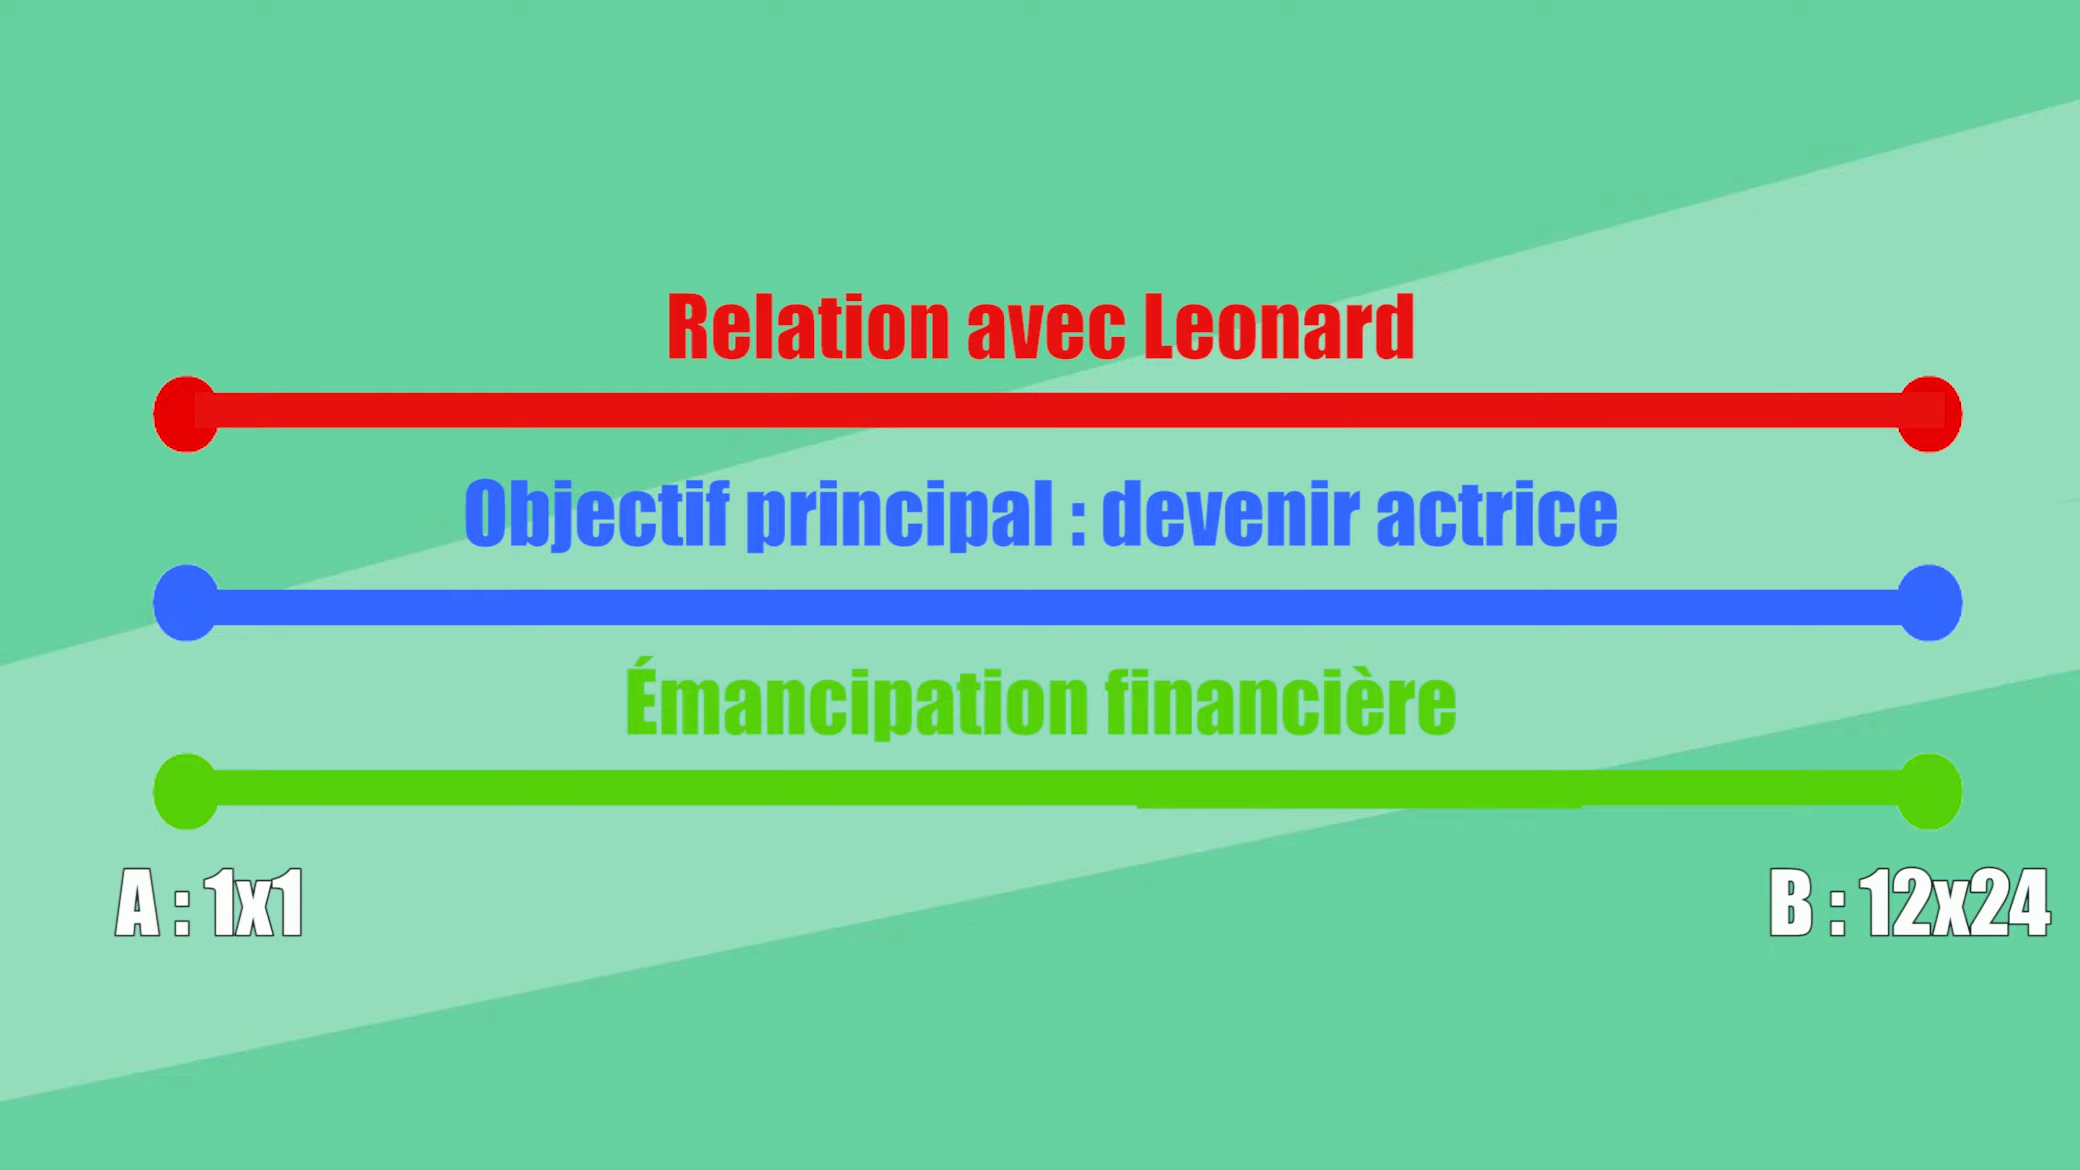 Relation avec Leonard
Objectif principal : devenir actrice
Émancipation financière
A : 1x1
B : 12x24